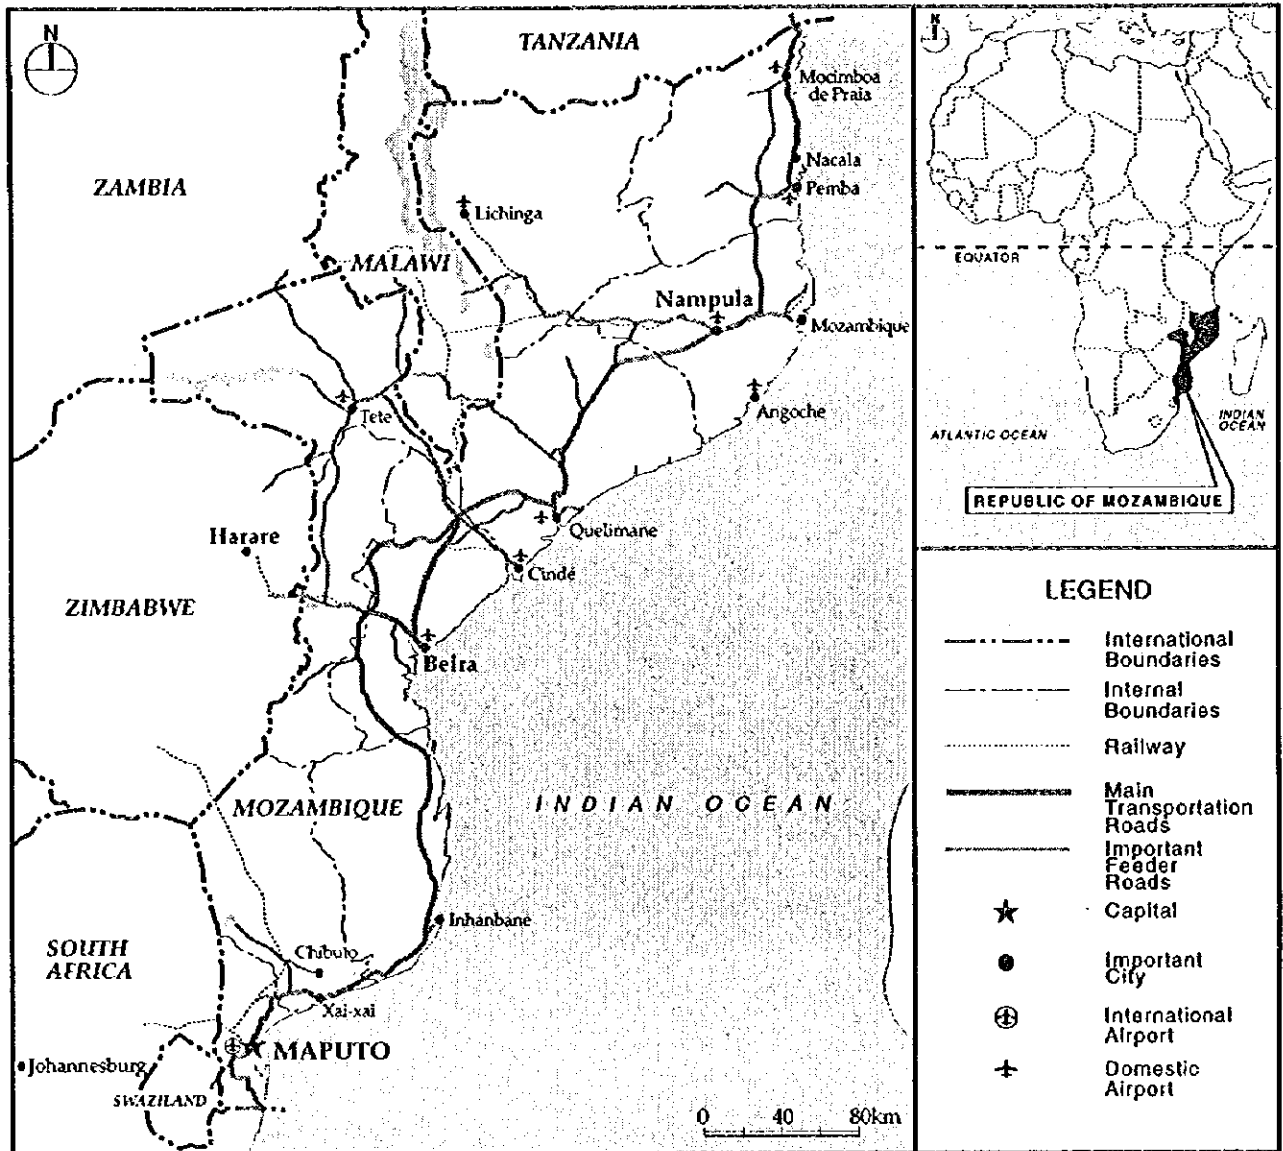 N
TANZANIA
Mocimboa
de Praia
ZAMBIA
Nacala
Pemba
Lichinga
MALAWI
Nampula
Mozambique
Angoche
Tete
Quelimane
Harare
Cindé
ZIMBABWE
Beira
MOZAMBIQUE
INDIAN OCEAN
Inhanbane
SOUTH
AFRICA
Chibuto
Xai-xai
MAPUTO
Johannesburg
SWAZILAND
0 40 80km
N
EQUATOR
ATLANTIC OCEAN
INDIAN
OCEAN
REPUBLIC OF MOZAMBIQUE
LEGEND
International
Boundaries
Internal
Boundaries
Railway
Main
Transportation
Roads
Important
Feeder
Roads
Capital
Important
City
International
Airport
Domestic
Airport